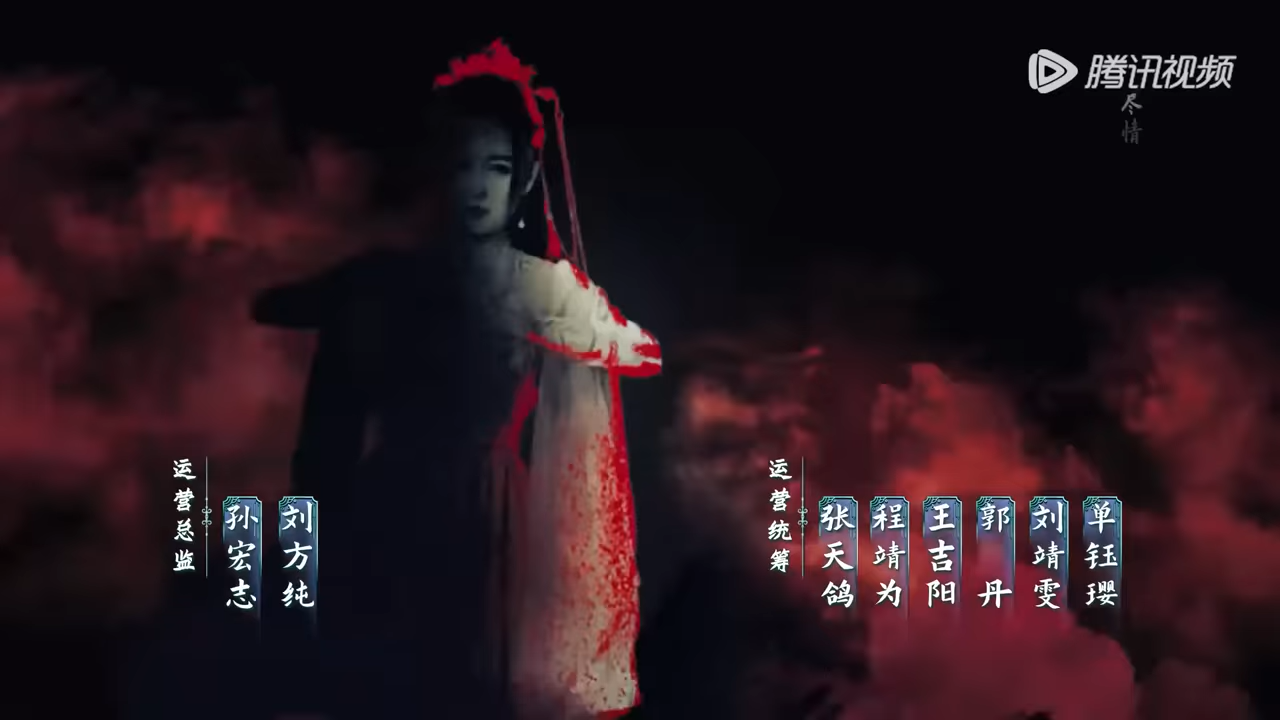 腾讯视频
尽情
运营总监
孙宏志
刘方纯
运营统筹
张天鸽
程靖为
王吉阳
郭丹
刘靖雯
单钰璎